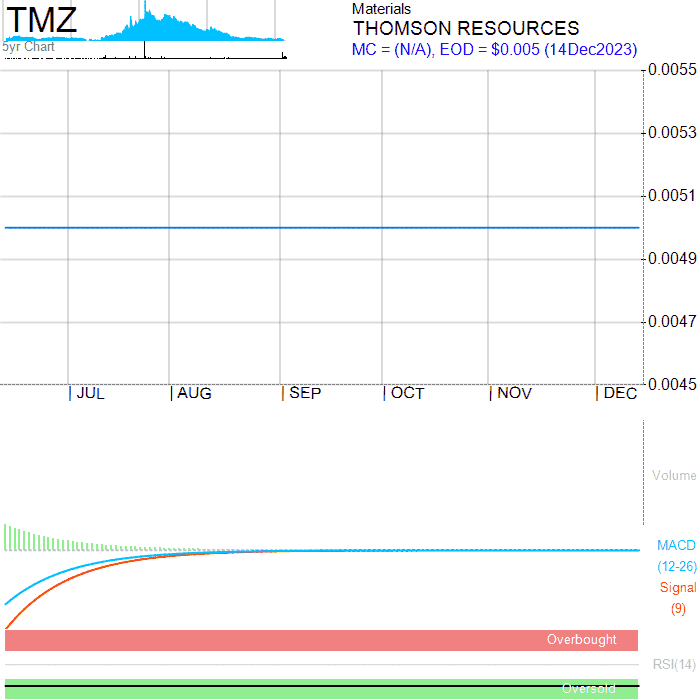 TMZ
5yr Chart
Materials
THOMSON RESOURCES
MC = (N/A), EOD = $0.005 (14Dec2023)
0.0055
0.0053
0.0051
0.0049
0.0047
0.0045
JUL AUG SEP OCT NOV DEC
Volume
MACD
(12-26)
Signal
(9)
Overbought
RSI(14)
Oversold